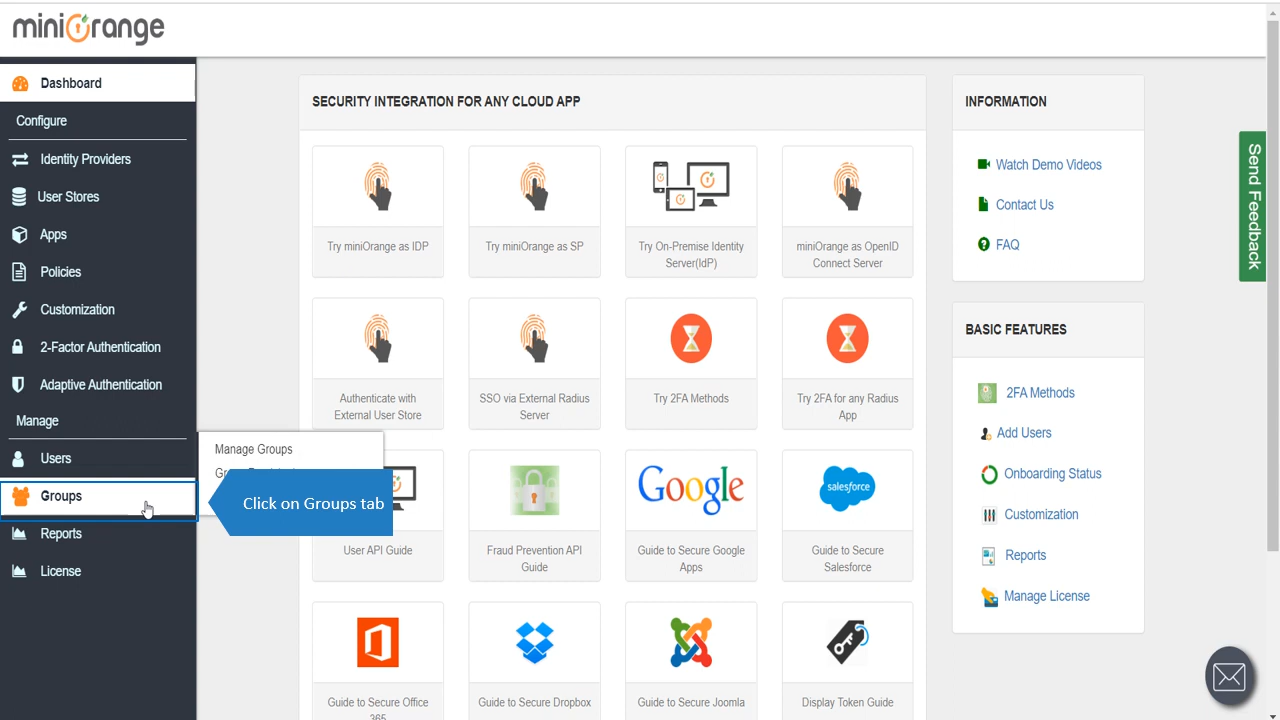 miniOrange
Dashboard
Configure
Identity Providers
User Stores
Apps
Policies
Customization
2-Factor Authentication
Adaptive Authentication
Manage
Users
Groups
Reports
License
Manage Groups
Click on Groups tab
SECURITY INTEGRATION FOR ANY CLOUD APP
Try miniOrange as IDP
Try miniOrange as SP
Try On-Premise Identity
Server(IdP)
miniOrange as OpenID
Connect Server
Authenticate with
External User Store
SSO via External Radius
Server
Try 2FA Methods
Try 2FA for any Radius
App
User API Guide
Fraud Prevention API
Guide
Google
Guide to Secure Google
Apps
salesforce
Guide to Secure
Salesforce
Guide to Secure Office
365
Guide to Secure Dropbox
Guide to Secure Joomla
Display Token Guide
INFORMATION
Watch Demo Videos
Contact Us
FAQ
BASIC FEATURES
2FA Methods
Add Users
Onboarding Status
Customization
Reports
Manage License
Send Feedback